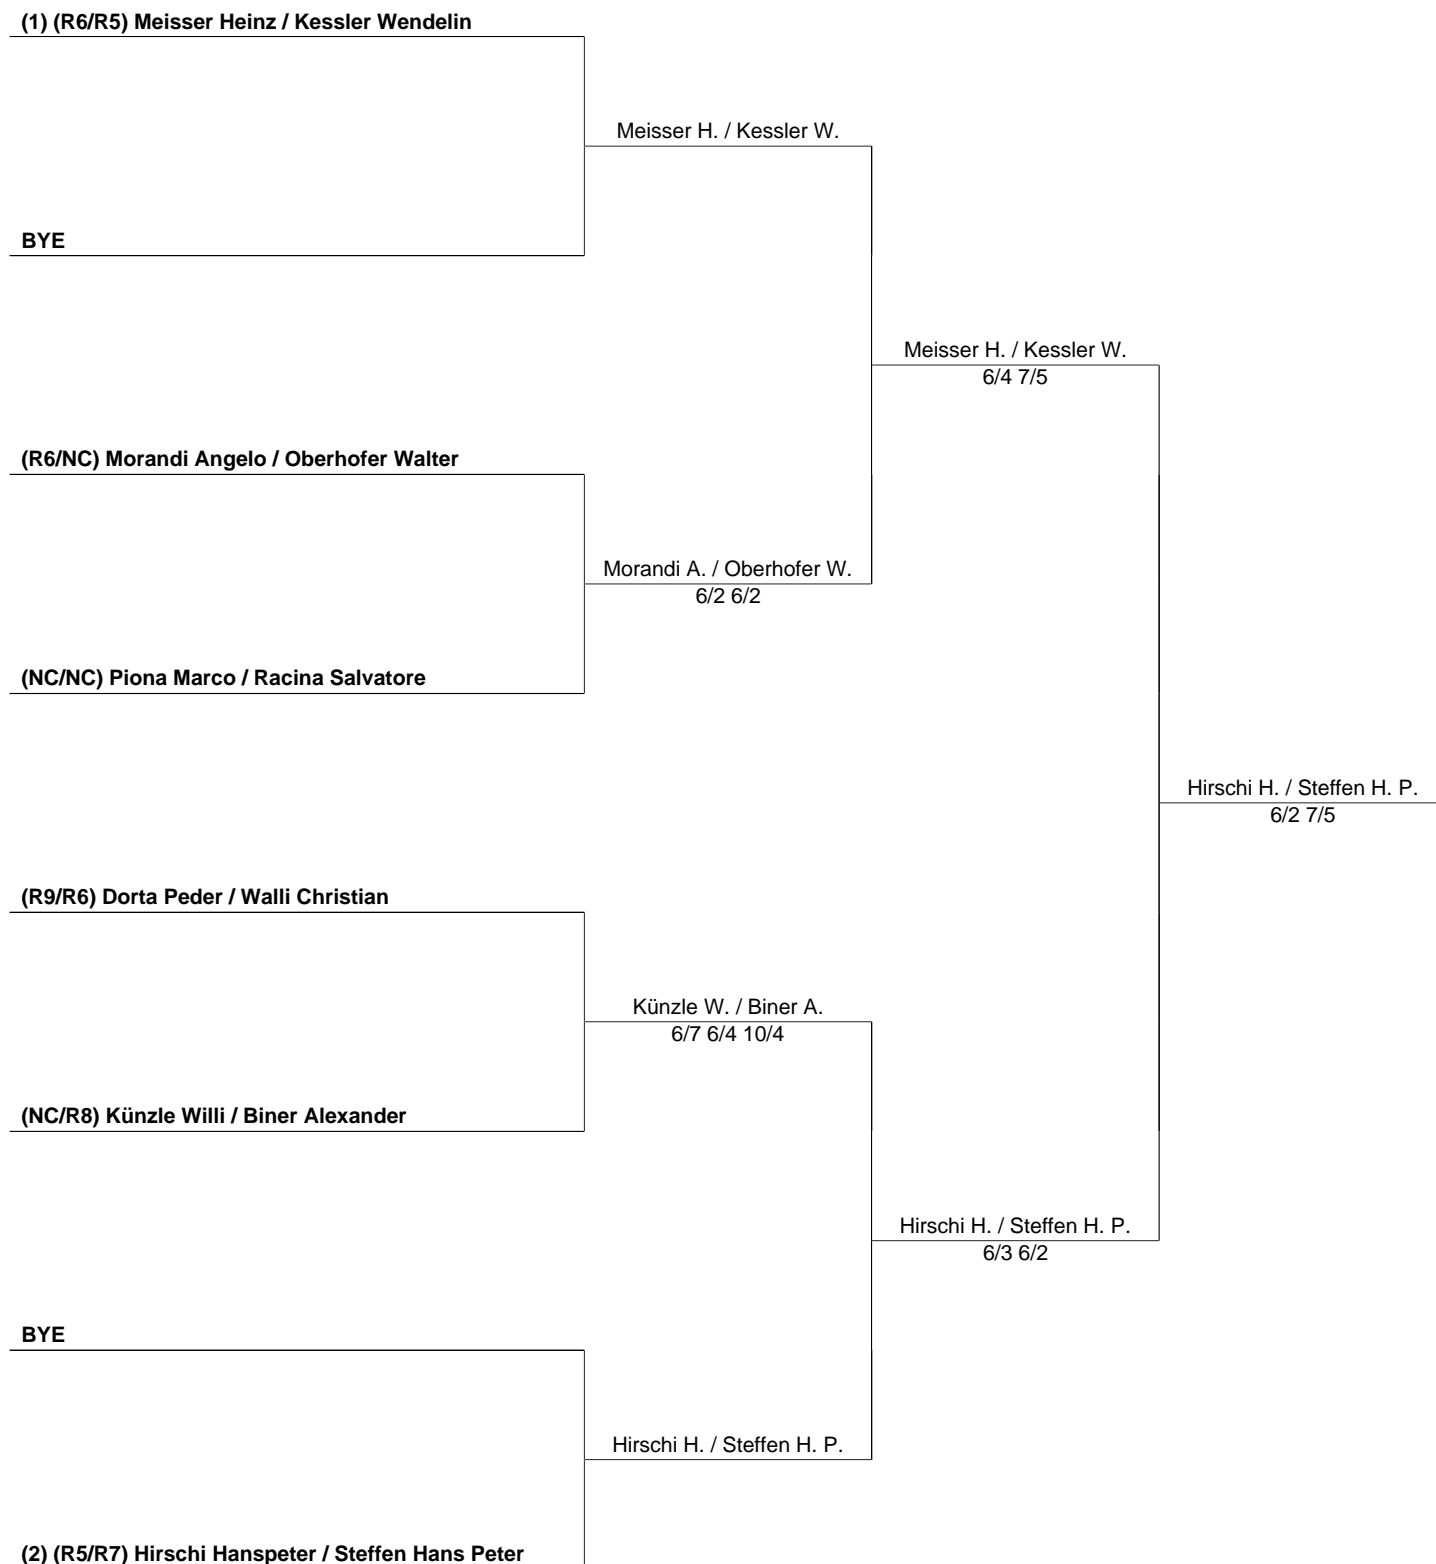 (1) (R6/R5) Meisser Heinz / Kessler Wendelin
Meisser H. / Kessler W.
BYE
Meisser H. / Kessler W.
6/4 7/5
(R6/NC) Morandi Angelo / Oberhofer Walter
Morandi A. / Oberhofer W.
6/2 6/2
(NC/NC) Piona Marco / Racina Salvatore
Hirschi H. / Steffen H. P.
6/2 7/5
(R9/R6) Dorta Peder / Walli Christian
Künzle W. / Biner A.
6/7 6/4 10/4
(NC/R8) Künzle Willi / Biner Alexander
Hirschi H. / Steffen H. P.
6/3 6/2
BYE
Hirschi H. / Steffen H. P.
(2) (R5/R7) Hirschi Hanspeter / Steffen Hans Peter